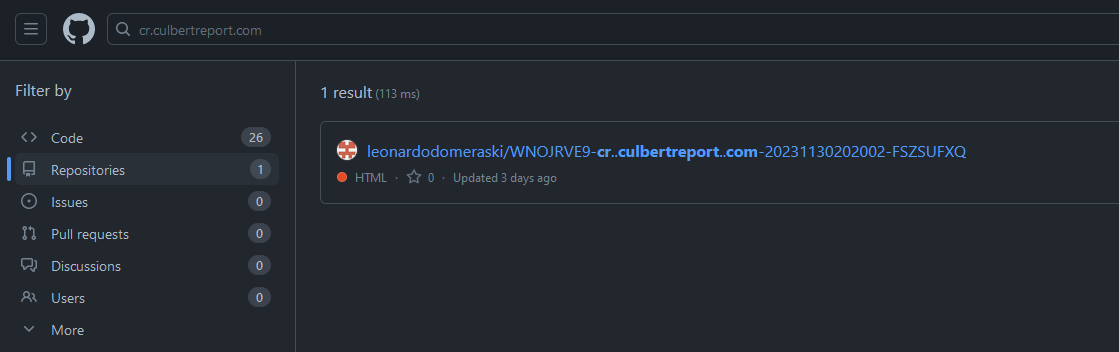 cr.culbertreport.com
Filter by
1 result (113 ms)
Code 26
leonardodomeraski/WNOJRVE9-cr..culbertreport..com-20231130202002-FSZSUFXQ
Repositories 1
HTML · 0 · Updated 3 days ago
Issues 0
Pull requests 0
Discussions 0
Users 0
More